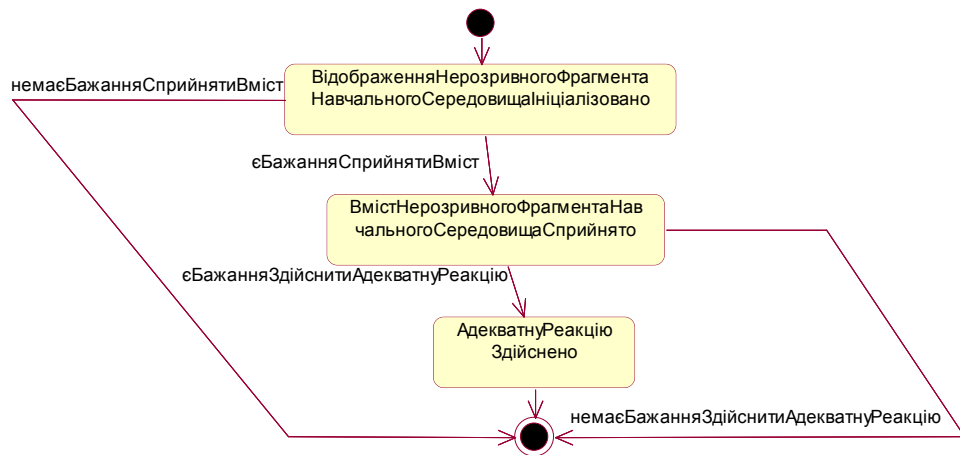 ВідображенняНерозривногоФрагмента
НавчальногоСередовищаІніціалізовано
немаєБажанняСприйнятиВміст
єБажанняСприйнятиВміст
ВмістНерозривногоФрагментаНав
чальногоСередовищаСприйнято
єБажанняЗдійснитиАдекватнуРеакцію
АдекватнуРеакцію
Здійснено
немаєБажанняЗдійснитиАдекватнуРеакцію